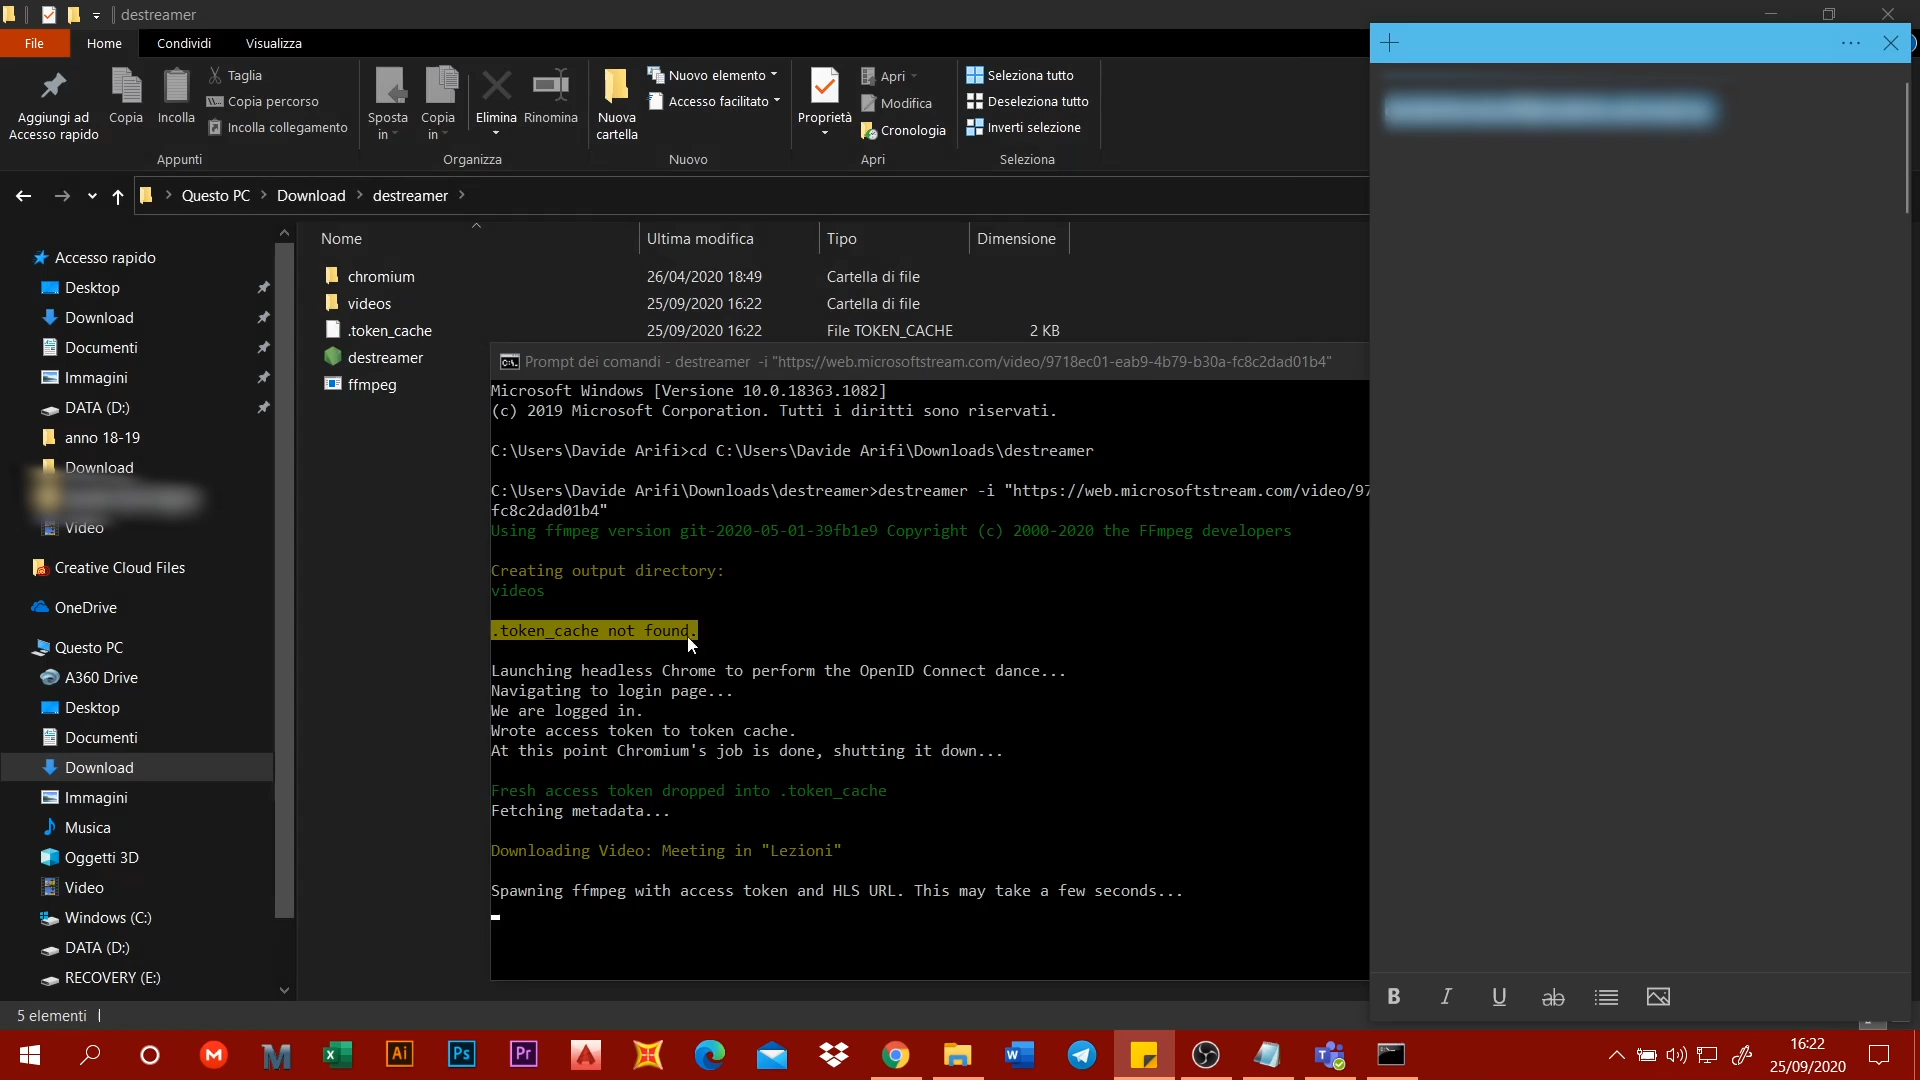 destreamer
File
Home
Condividi
Visualizza
Aggiungi ad
Accesso rapido
Copia
Incolla
Taglia
Copia percorso
Incolla collegamento
Appunti
Sposta
in
Copia
in
Elimina
Rinomina
Organizza
Nuova
cartella
Nuovo elemento
Accesso facilitato
Nuovo
Proprietà
Apri
Modifica
Cronologia
Apri
Seleziona tutto
Deseleziona tutto
Inverti selezione
Seleziona
Questo PC > Download > destreamer >
Nome Ultima modifica Tipo Dimensione
chromium 26/04/2020 18:49 Cartella di file
videos 25/09/2020 16:22 Cartella di file
.token_cache 25/09/2020 16:22 File TOKEN_CACHE 2 KB
destreamer
ffmpeg
Accesso rapido
Desktop
Download
Documenti
Immagini
DATA (D:)
anno 18-19
Download
Video
Creative Cloud Files
OneDrive
Questo PC
A360 Drive
Desktop
Documenti
Download
Immagini
Musica
Oggetti 3D
Video
Windows (C:)
DATA (D:)
RECOVERY (E:)
5 elementi
Prompt dei comandi - destreamer -i "https://web.microsoftstream.com/video/9718ec01-eab9-4b79-b30a-fc8c2dad01b4"
Microsoft Windows [Versione 10.0.18363.1082]
(c) 2019 Microsoft Corporation. Tutti i diritti sono riservati.
C:\Users\Davide Arifi>cd C:\Users\Davide Arifi\Downloads\destreamer
C:\Users\Davide Arifi\Downloads\destreamer>destreamer -i "https://web.microsoftstream.com/video/97
fc8c2dad01b4"
Using ffmpeg version git-2020-05-01-39fb1e9 Copyright (c) 2000-2020 the FFmpeg developers
Creating output directory:
videos
.token_cache not found.
Launching headless Chrome to perform the OpenID Connect dance...
Navigating to login page...
We are logged in.
Wrote access token to token cache.
At this point Chromium's job is done, shutting it down...
Fresh access token dropped into .token_cache
Fetching metadata...
Downloading Video: Meeting in "Lezioni"
Spawning ffmpeg with access token and HLS URL. This may take a few seconds...
B I U ab
Ai
Ps
Pr
16:22
25/09/2020